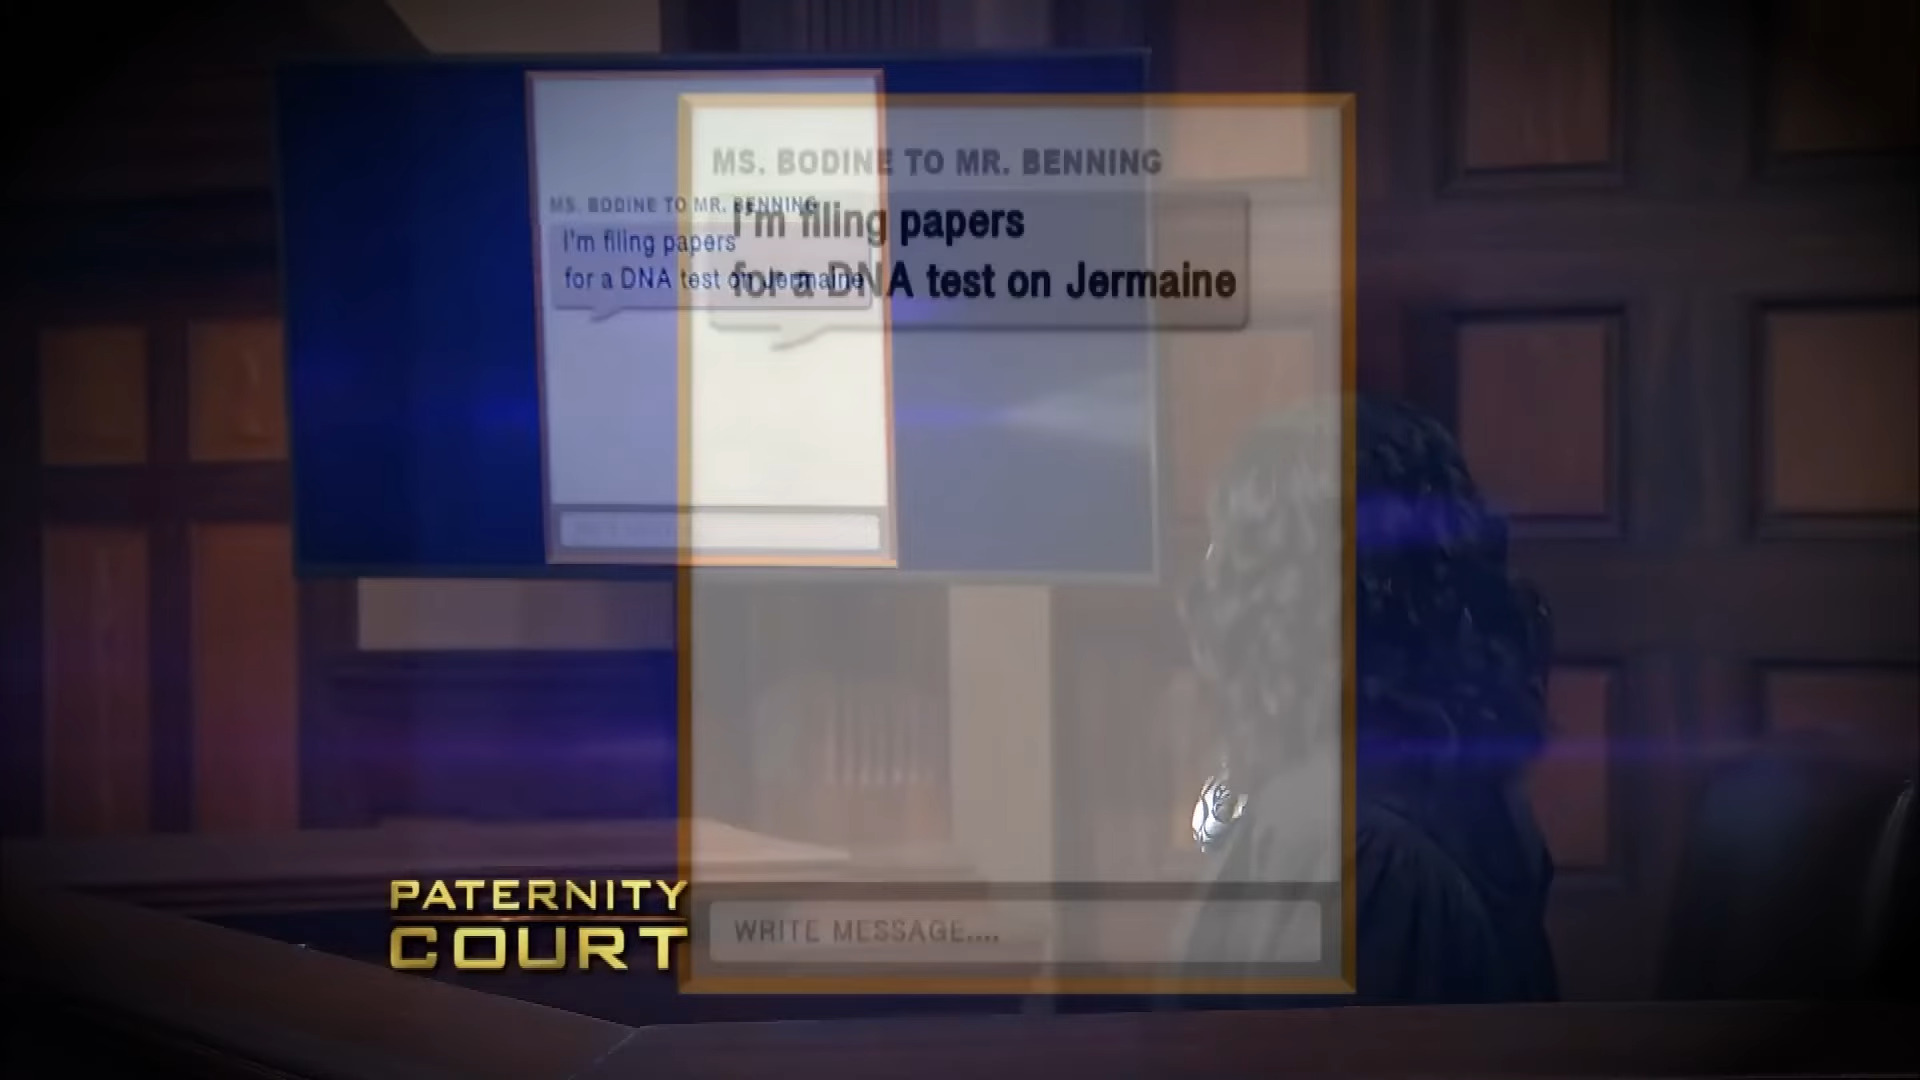 MS. BODINE TO MR. BENNING
I'm filing papers
for a DNA test on Jermaine
MS. BODINE TO MR. BENNING
I'm filing papers
for a DNA test on Jermaine
WRITE MESSAGE....
PATERNITY
COURT